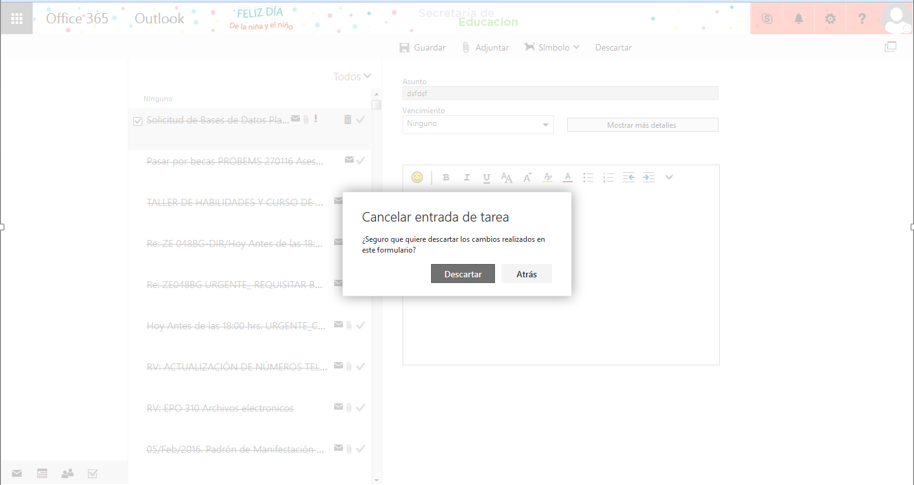 Office 365
Outlook
FELIZ DÍA
De la niña y el niño
Secretaría de
Educación
Guardar
Adjuntar
Símbolo
Descartar
Todos
Ninguno
Solicitud de Bases de Datos Pla...
Pasar por becas PROBEMS 270116 Ases...
TALLER DE HABILIDADES Y CURSO DE ...
Re: ZE 048BG-DIR/Hoy Antes de las 18:...
Re: ZE048BG URGENTE_ REQUISITAR B...
Hoy Antes de las 18:00 hrs. URGENTE_C...
RV: ACTUALIZACIÓN DE NÚMEROS TEL...
RV: EPO 310 Archivos electronicos
05/Feb/2016. Padrón de Manifestación ...
Asunto
Vencimiento
Ninguno
Mostrar más detalles
Cancelar entrada de tarea
¿Seguro que quiere descartar los cambios realizados en
este formulario?
Descartar
Atrás